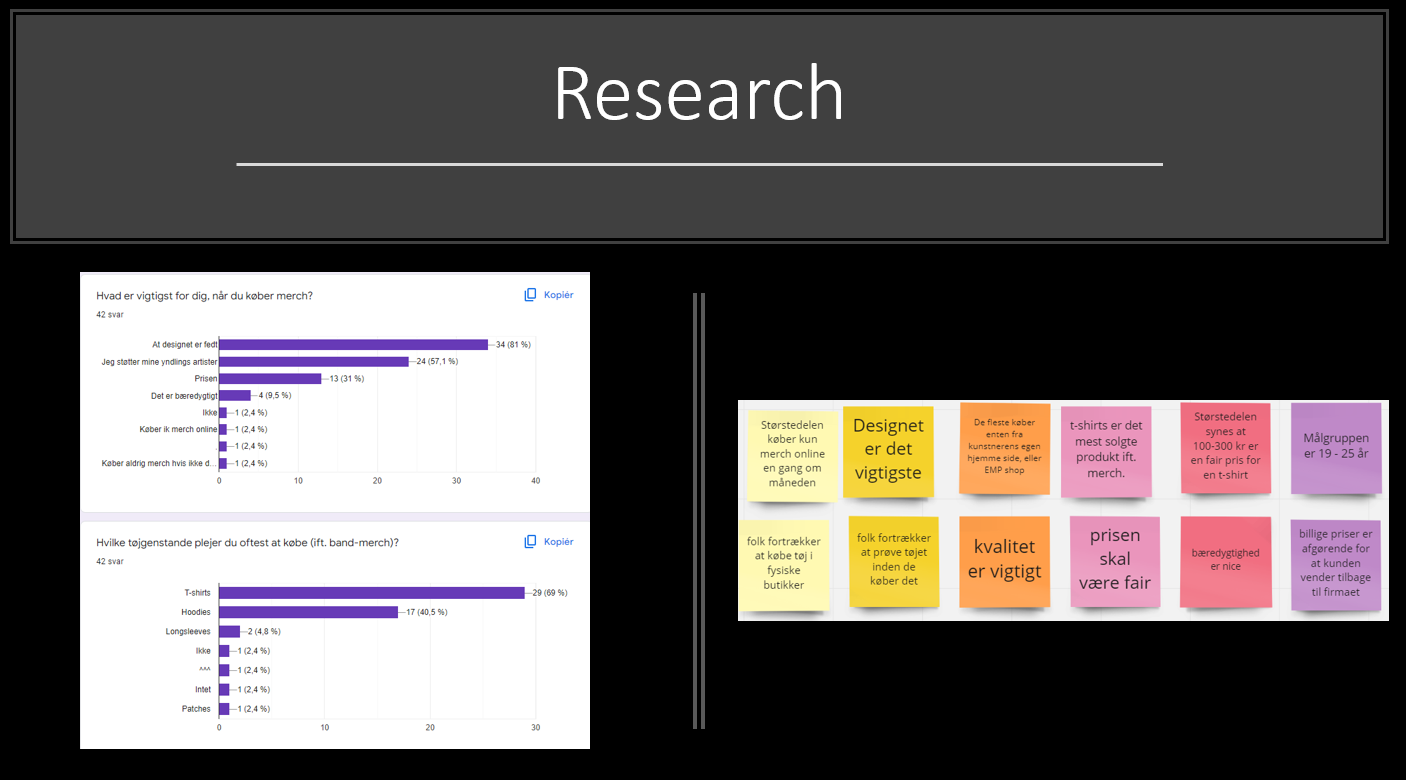 Research
Hvad er vigtigst for dig, når du køber merch?
Kopiér
42 svar
At designet er fedt
34 (81 %)
Jeg støtter mine yndlings artister
24 (57,1 %)
Prisen
13 (31 %)
Det er bæredygtigt
4 (9,5 %)
Ikke
1 (2,4 %)
Køber ik merch online
1 (2,4 %)
1 (2,4 %)
Køber aldrig merch hvis ikke d...
1 (2,4 %)
0 10 20 30 40
Hvilke tøjgenstande plejer du oftest at købe (ift. band-merch)?
Kopiér
42 svar
T-shirts
29 (69 %)
Hoodies
17 (40,5 %)
Longsleeves
2 (4,8 %)
Ikke
1 (2,4 %)
^^^
1 (2,4 %)
Intet
1 (2,4 %)
Patches
1 (2,4 %)
0 10 20 30
Størstedelen
køber kun
merch online
en gang om
måneden
Designet
er det
vigtigste
De fleste køber
enten fra
kunstnerens egen
hjemme side, eller
EMP shop
t-shirts er det
mest solgte
produkt ift.
merch.
Størstedelen
synes at
100-300 kr er
en fair pris for
en t-shirt
Målgruppen
er 19 - 25 år
folk fortrækker
at købe tøj i
fysiske
butikker
folk fortrækker
at prøve tøjet
inden de
køber det
kvalitet
er vigtigt
prisen
skal
være fair
bæredygtighed
er nice
billige priser er
afgørende for
at kunden
vender tilbage
til firmaet